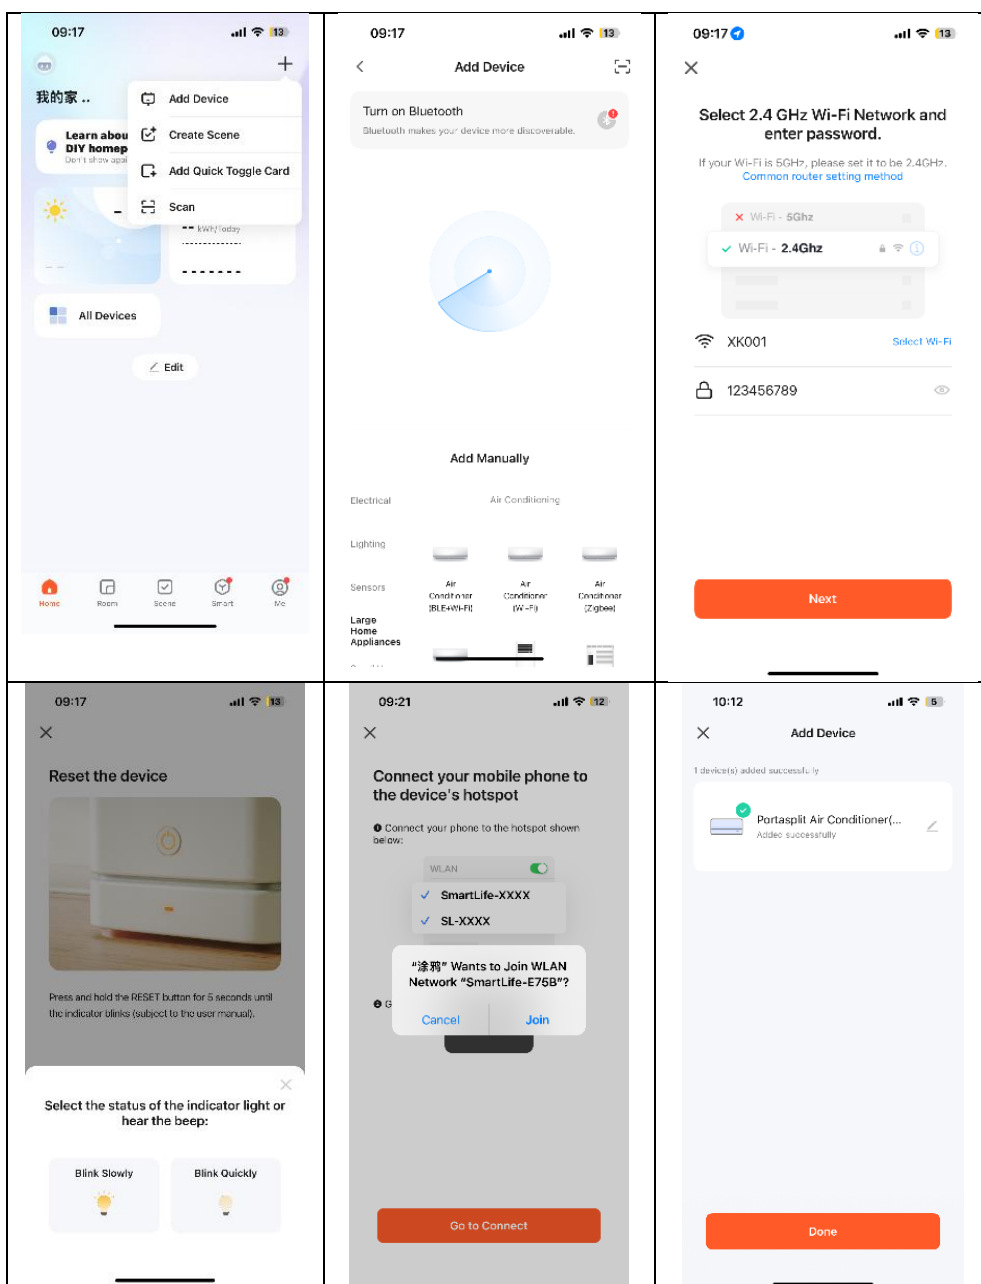 09:17
13
我的家 ..
Add Device
Create Scene
Add Quick Toggle Card
Scan
Learn abou
DIY homep
Don't show agai
-
-- kWh/Today
All Devices
Edit
Home
Room
Scene
Smart
Me
09:17
13
Add Device
Turn on Bluetooth
Bluetooth makes your device more discoverable.
Add Manually
Electrical
Air Conditioning
Lighting
Sensors
Air
Conditioner
(BLE+Wi-Fi)
Air
Conditioner
(Wi-Fi)
Air
Conditioner
(Zigbee)
Large
Home
Appliances
09:17
13
Select 2.4 GHz Wi-Fi Network and
enter password.
If your Wi-Fi is 5GHz, please set it to be 2.4GHz.
Common router setting method
Wi-Fi - 5Ghz
Wi-Fi - 2.4Ghz
XK001
Select Wi-Fi
123456789
Next
09:17
13
Reset the device
Press and hold the RESET button for 5 seconds until
the indicator blinks (subject to the user manual).
Select the status of the indicator light or
hear the beep:
Blink Slowly
Blink Quickly
09:21
12
Connect your mobile phone to
the device's hotspot
1 Connect your phone to the hotspot shown
below:
WLAN
SmartLife-XXXX
SL-XXXX
"涂鸦" Wants to Join WLAN
Network "SmartLife-E75B"?
2 G
Cancel
Join
Go to Connect
10:12
5
Add Device
1 device(s) added successfully
Portasplit Air Conditioner(...
Added successfully
Done